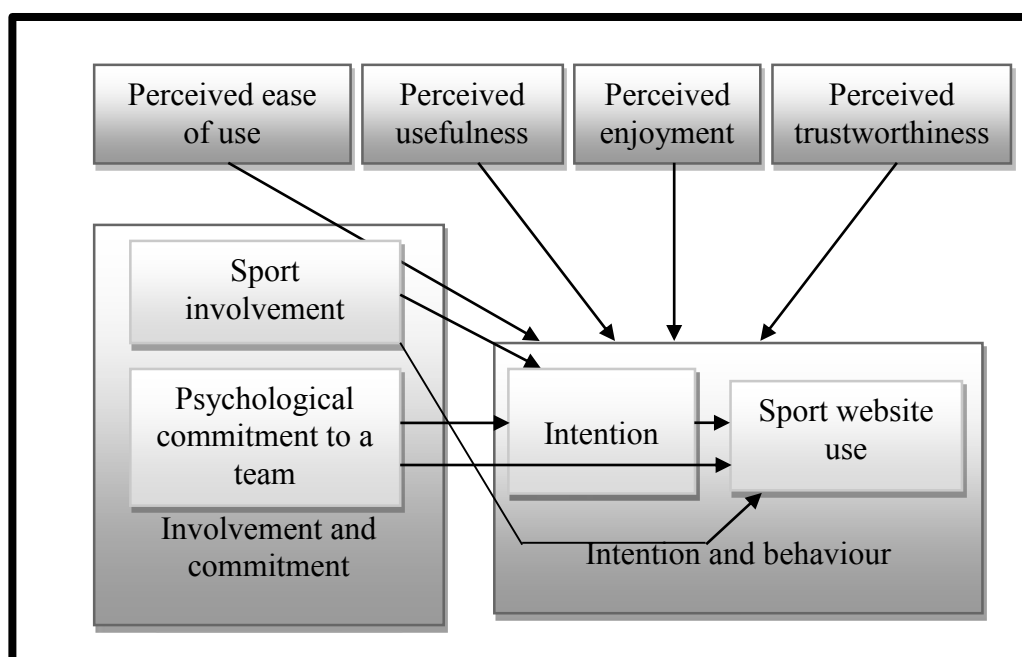 Perceived ease
of use
Perceived
usefulness
Perceived
enjoyment
Perceived
trustworthiness
Sport
involvement
Psychological
commitment to a
team
Involvement and
commitment
Intention
Sport website
use
Intention and behaviour